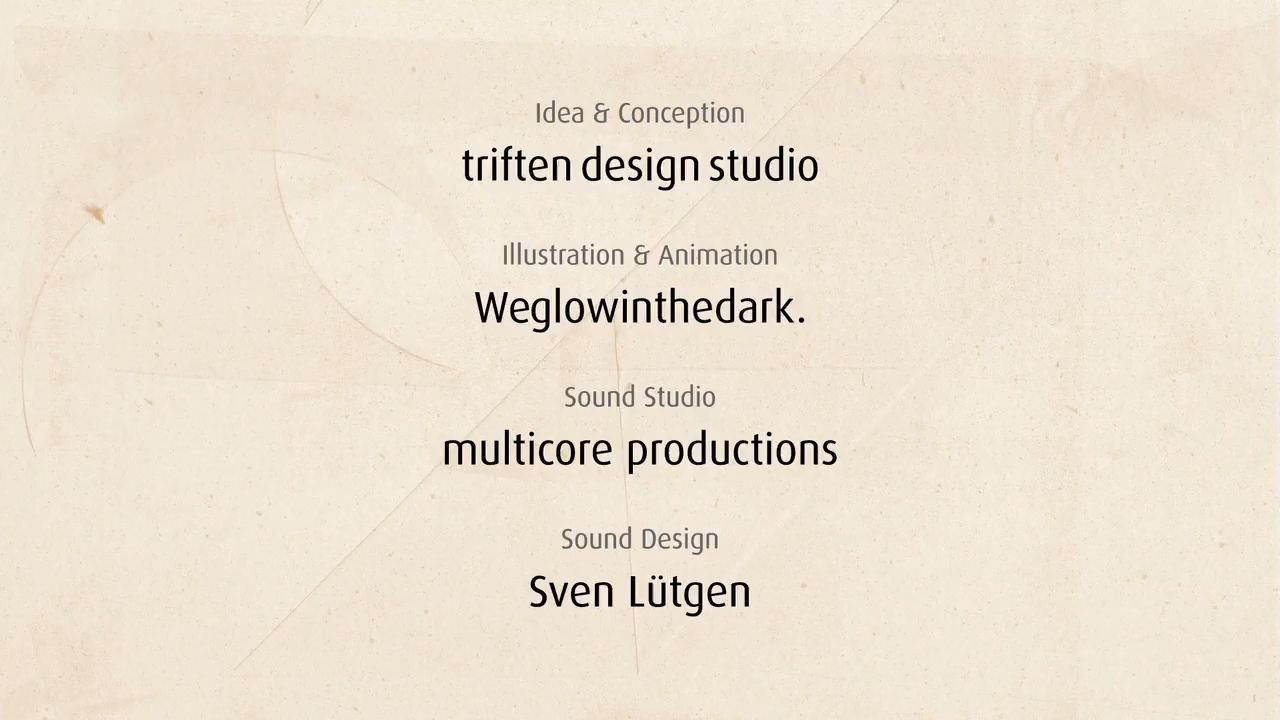 Idea & Conception
triften design studio
Illustration & Animation
Weglowinthedark.
Sound Studio
multicore productions
Sound Design
Sven Lütgen